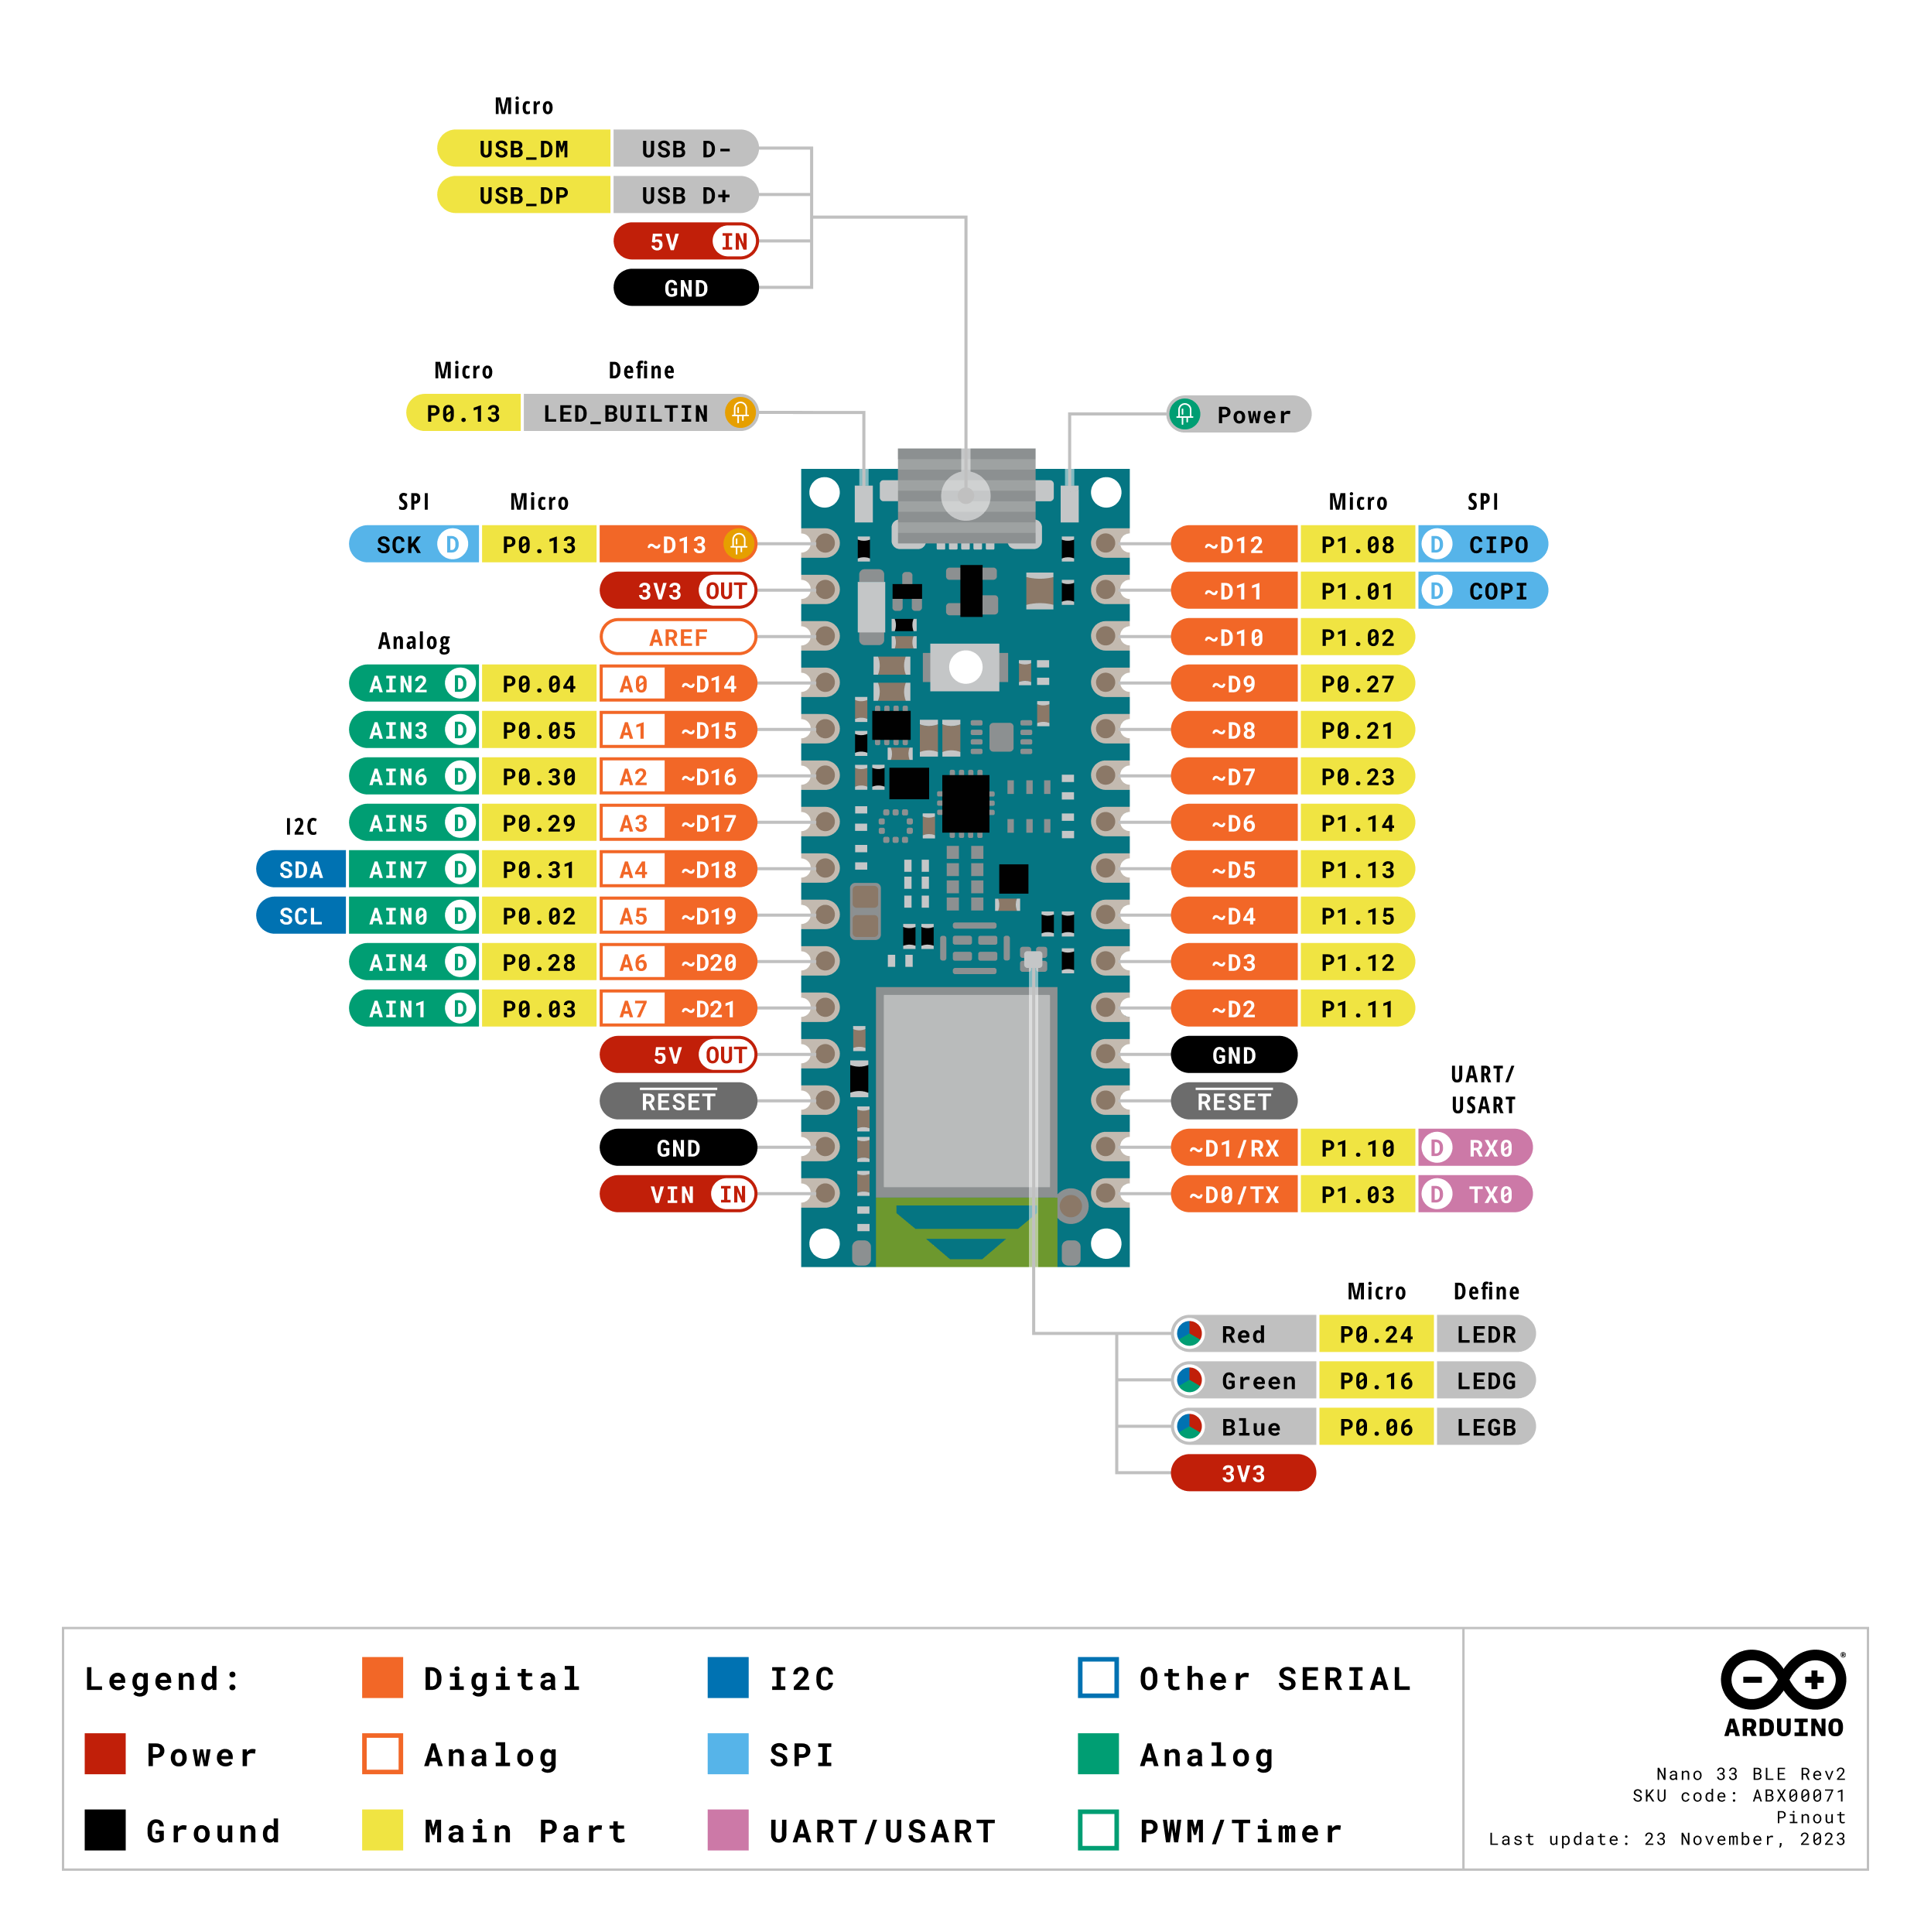 Micro
USB_DM USB D-
USB_DP USB D+
5V IN
GND
Micro Define
P0.13 LED_BUILTIN
Power
SPI Micro
SCK D P0.13 ~D13
3V3 OUT
AREF
Analog
AIN2 D P0.04 A0 ~D14
AIN3 D P0.05 A1 ~D15
AIN6 D P0.30 A2 ~D16
AIN5 D P0.29 A3 ~D17
I2C
SDA AIN7 D P0.31 A4 ~D18
SCL AIN0 D P0.02 A5 ~D19
AIN4 D P0.28 A6 ~D20
AIN1 D P0.03 A7 ~D21
5V OUT
RESET
GND
VIN IN
Micro SPI
~D12 P1.08 D CIPO
~D11 P1.01 D COPI
~D10 P1.02
~D9 P0.27
~D8 P0.21
~D7 P0.23
~D6 P1.14
~D5 P1.13
~D4 P1.15
~D3 P1.12
~D2 P1.11
GND
RESET
UART/
USART
~D1/RX P1.10 D RX0
~D0/TX P1.03 D TX0
Micro Define
Red P0.24 LEDR
Green P0.16 LEDG
Blue P0.06 LEGB
3V3
Legend:
Power
Ground
Digital
Analog
Main Part
I2C
SPI
UART/USART
Other SERIAL
Analog
PWM/Timer
®
ARDUINO
Nano 33 BLE Rev2
SKU code: ABX00071
Pinout
Last update: 23 November, 2023